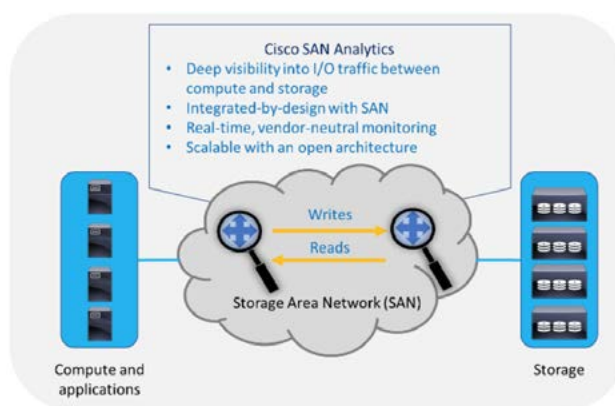 Cisco SAN Analytics
• Deep visibility into I/O traffic between
compute and storage
• Integrated-by-design with SAN
• Real-time, vendor-neutral monitoring
• Scalable with an open architecture
Writes
Reads
Storage Area Network (SAN)
Compute and
applications
Storage